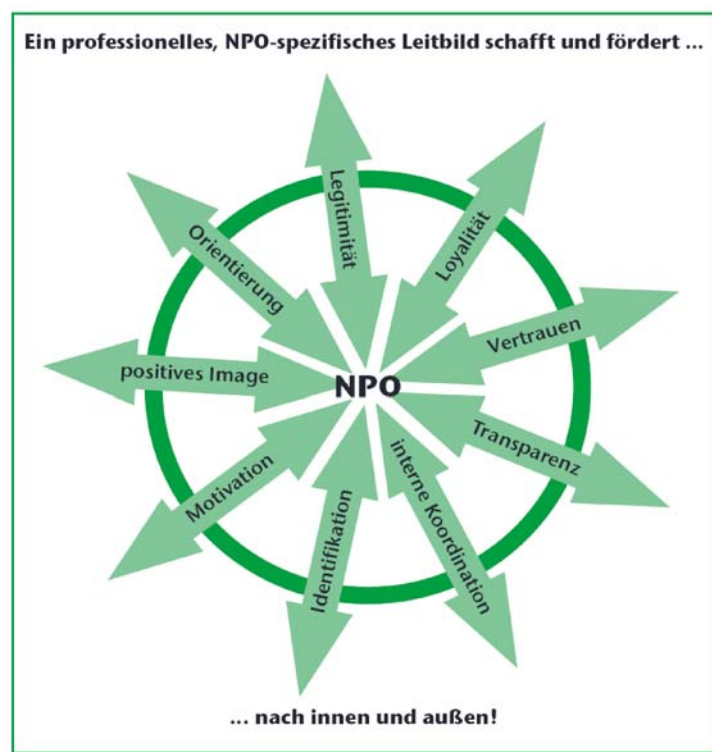 Ein professionelles, NPO-spezifisches Leitbild schafft und fördert ...
Legitimität
Loyalität
Vertrauen
Transparenz
interne Koordination
Identifikation
Motivation
positives Image
Orientierung
NPO
... nach innen und außen!